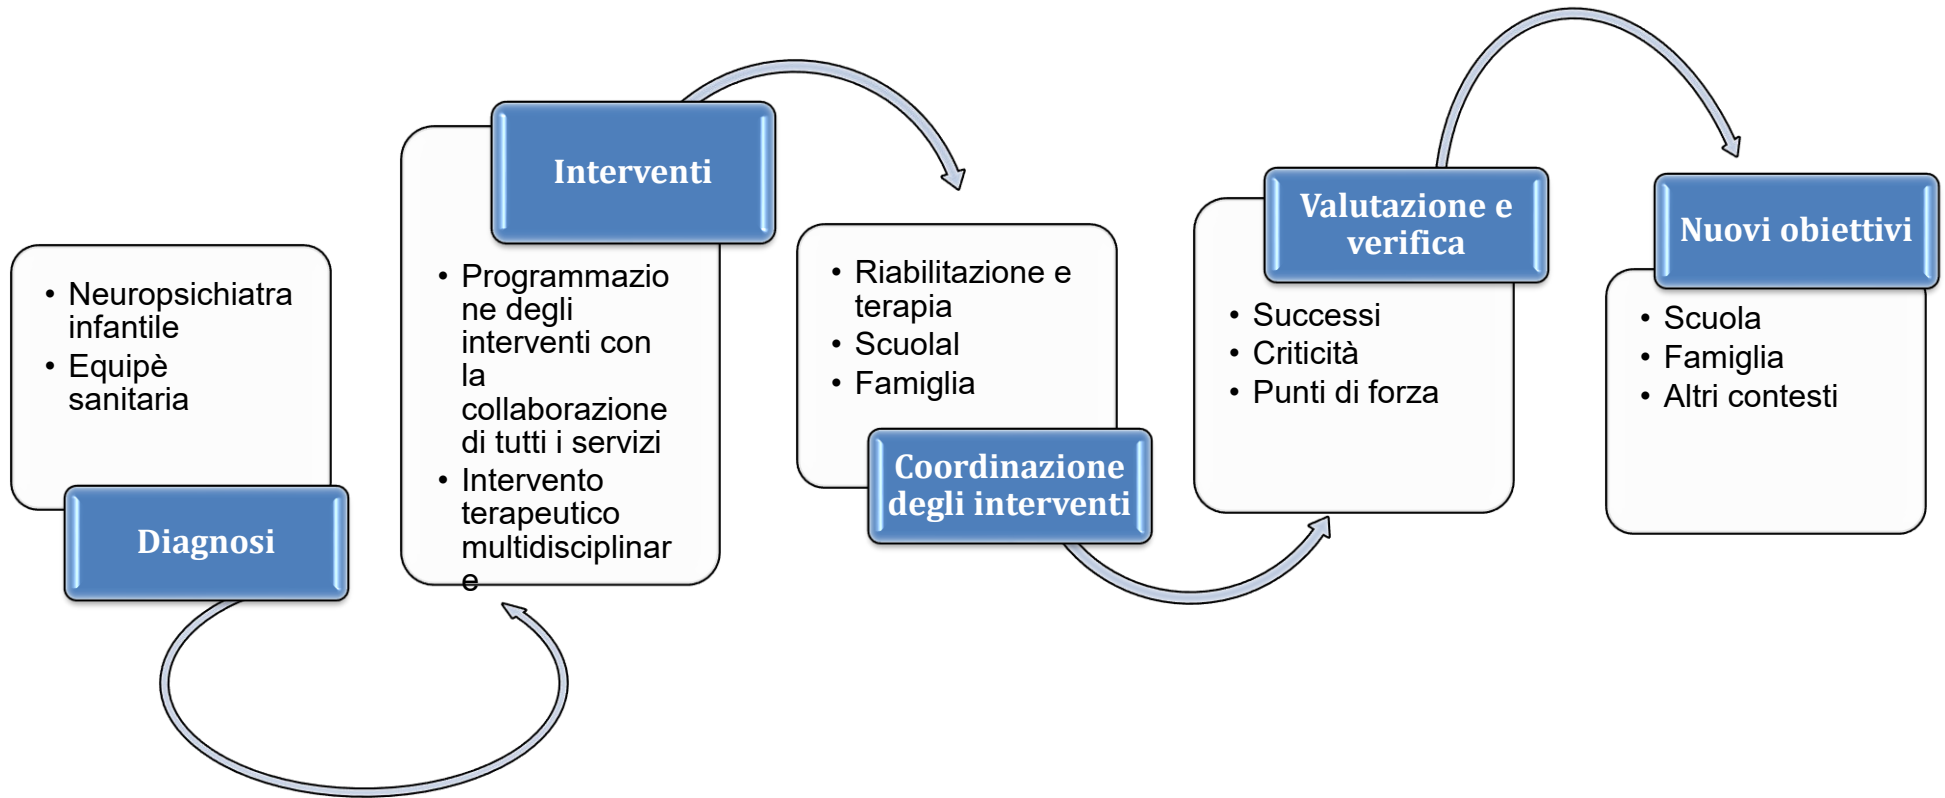 Neuropsichiatra
infantile
Equipè
sanitaria
Diagnosi
Interventi
Programmazio
ne degli
interventi con
la
collaborazione
di tutti i servizi
Intervento
terapeutico
multidisciplinar
e
Riabilitazione e
terapia
Scuolal
Famiglia
Coordinazione
degli interventi
Valutazione e
verifica
Successi
Criticità
Punti di forza
Nuovi obiettivi
Scuola
Famiglia
Altri contesti